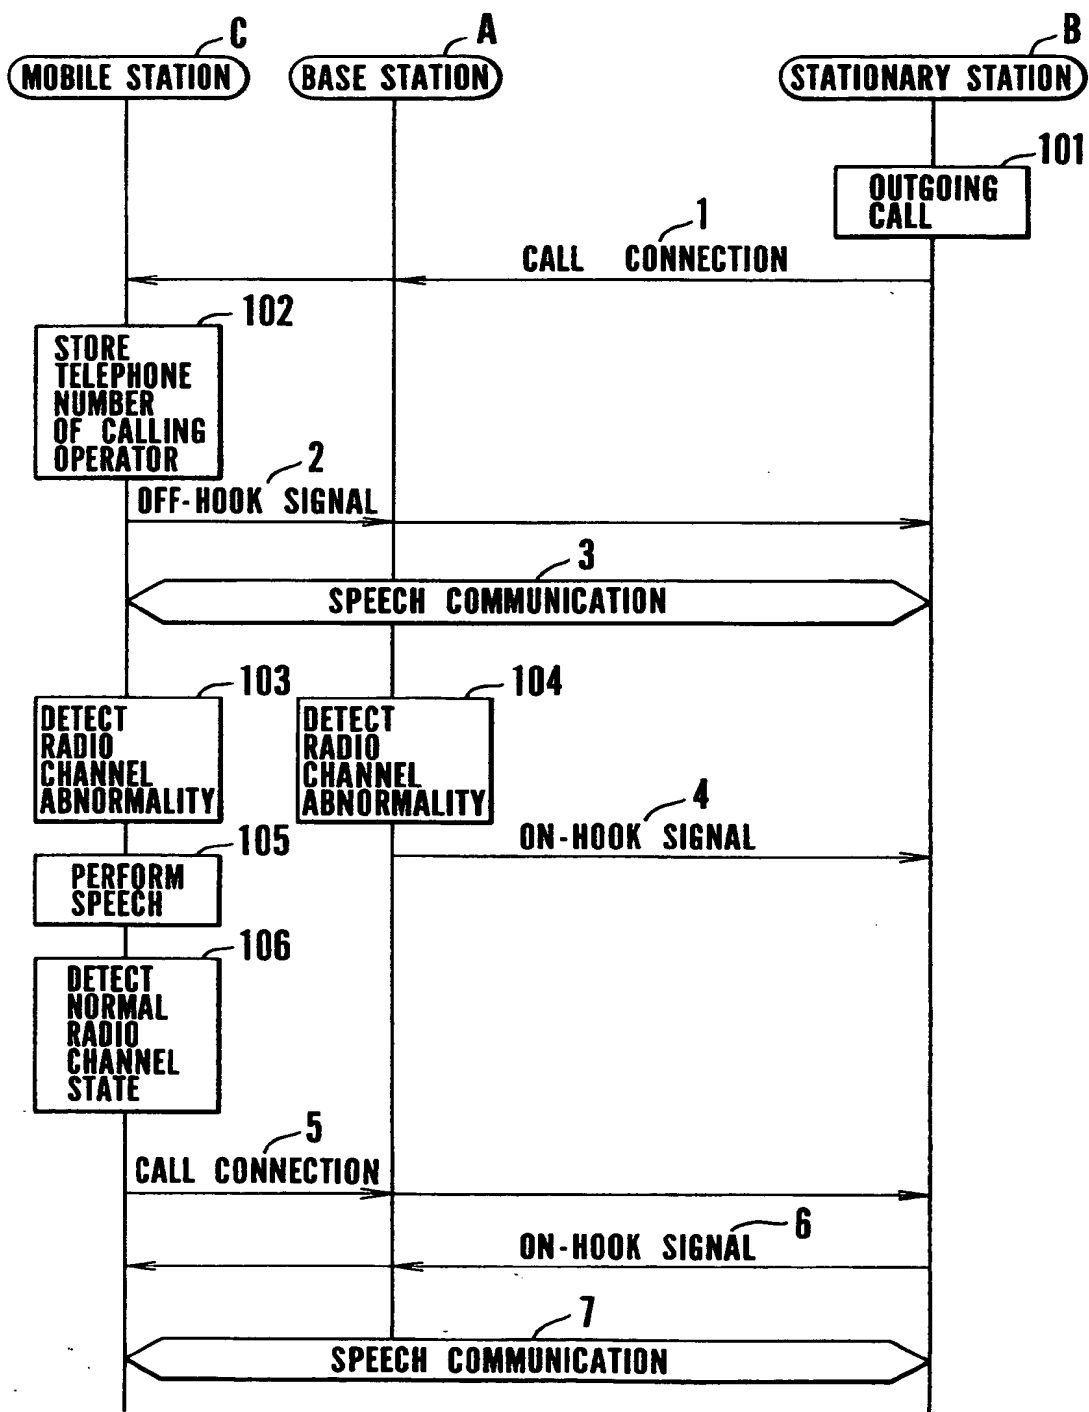 C
A
B
MOBILE STATION
BASE STATION
STATIONARY STATION
101
OUTGOING
CALL
1
CALL CONNECTION
102
STORE
TELEPHONE
NUMBER
OF CALLING
OPERATOR
2
OFF-HOOK SIGNAL
3
SPEECH COMMUNICATION
103
DETECT
RADIO
CHANNEL
ABNORMALITY
104
DETECT
RADIO
CHANNEL
ABNORMALITY
4
ON-HOOK SIGNAL
105
PERFORM
SPEECH
106
DETECT
NORMAL
RADIO
CHANNEL
STATE
5
CALL CONNECTION
6
ON-HOOK SIGNAL
7
SPEECH COMMUNICATION